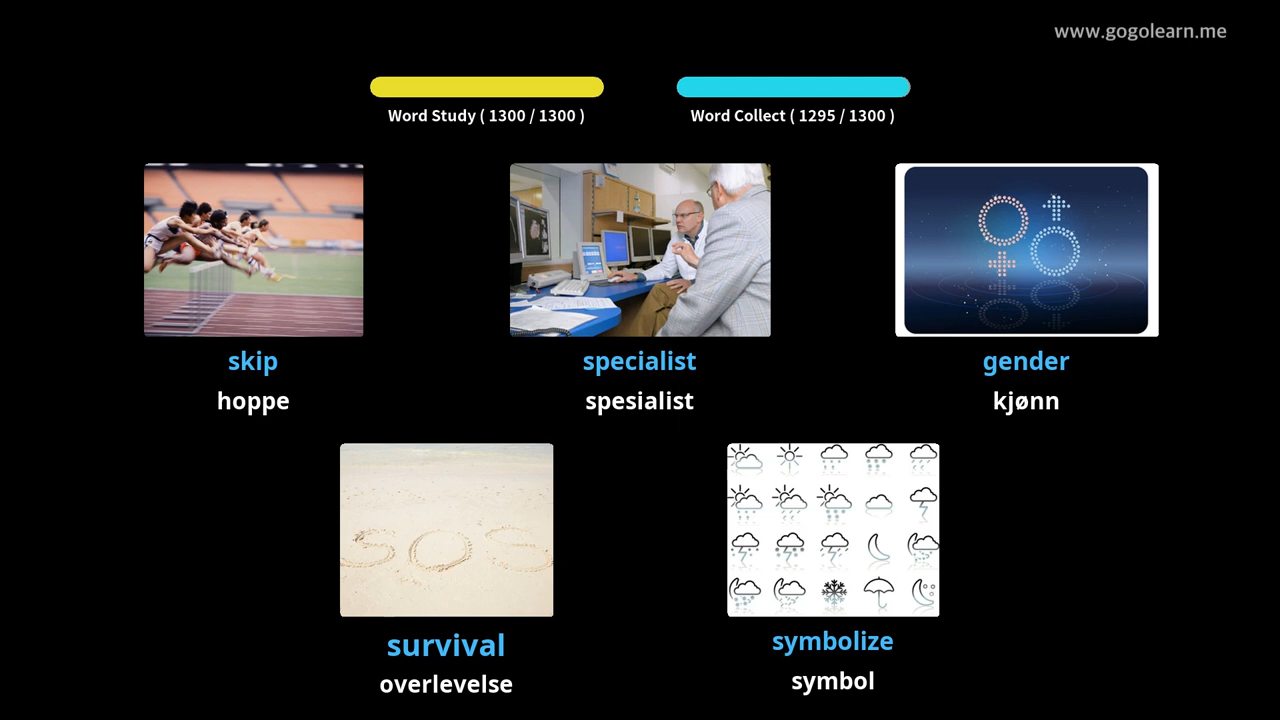 www.gogolearn.me
Word Study ( 1300 / 1300 )
Word Collect ( 1295 / 1300 )
skip
hoppe
specialist
spesialist
gender
kjønn
SOS
survival
overlevelse
symbolize
symbol